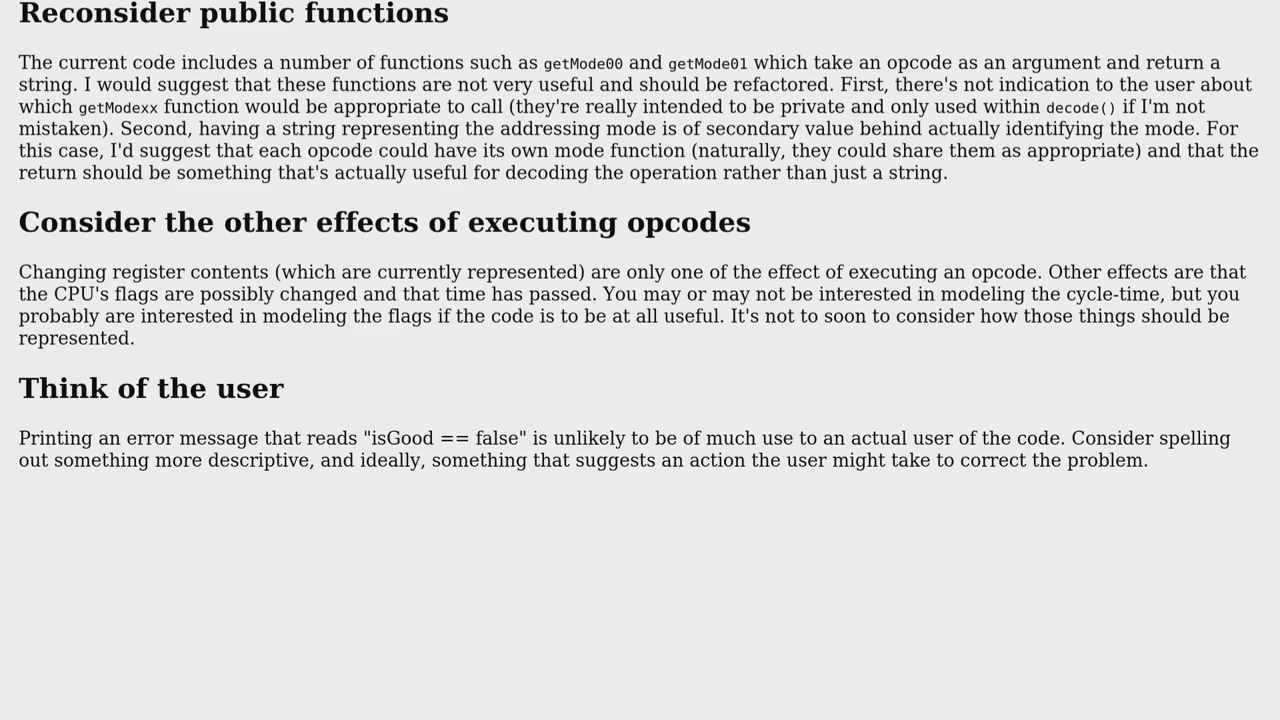 Reconsider public functions
The current code includes a number of functions such as getMode00 and getMode01 which take an opcode as an argument and return a
string. I would suggest that these functions are not very useful and should be refactored. First, there's not indication to the user about
which getModexx function would be appropriate to call (they're really intended to be private and only used within decode() if I'm not
mistaken). Second, having a string representing the addressing mode is of secondary value behind actually identifying the mode. For
this case, I'd suggest that each opcode could have its own mode function (naturally, they could share them as appropriate) and that the
return should be something that's actually useful for decoding the operation rather than just a string.
Consider the other effects of executing opcodes
Changing register contents (which are currently represented) are only one of the effect of executing an opcode. Other effects are that
the CPU's flags are possibly changed and that time has passed. You may or may not be interested in modeling the cycle-time, but you
probably are interested in modeling the flags if the code is to be at all useful. It's not to soon to consider how those things should be
represented.
Think of the user
Printing an error message that reads "isGood == false" is unlikely to be of much use to an actual user of the code. Consider spelling
out something more descriptive, and ideally, something that suggests an action the user might take to correct the problem.